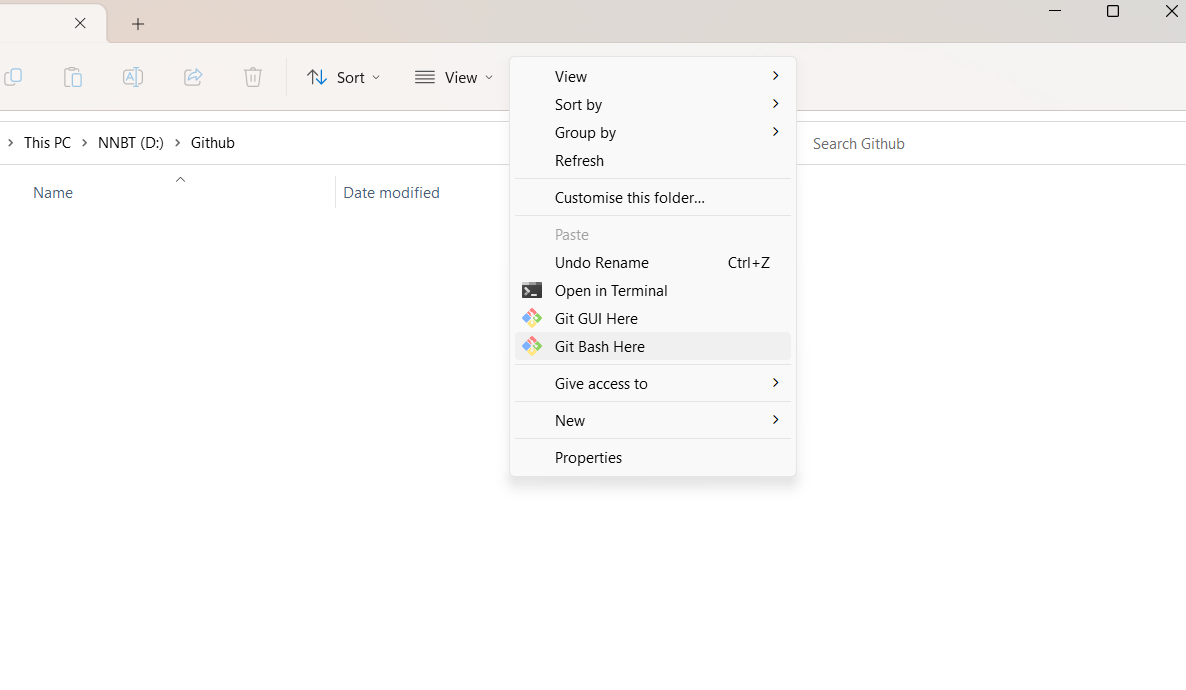 Sort View
This PC NNBT (D:) Github
Search Github
Name Date modified
View
Sort by
Group by
Refresh
Customise this folder...
Paste
Undo Rename Ctrl+Z
Open in Terminal
Git GUI Here
Git Bash Here
Give access to
New
Properties